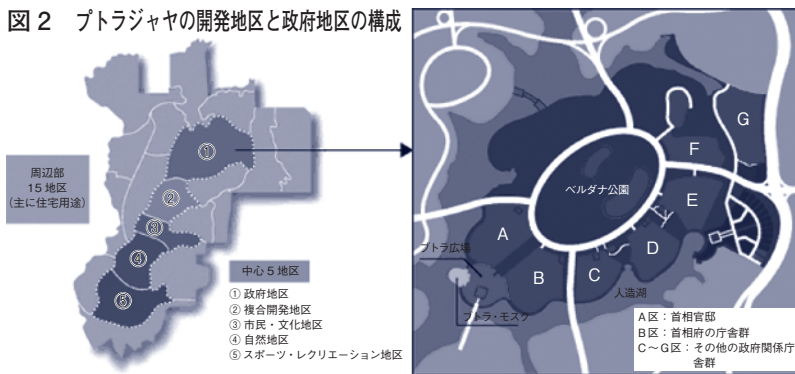 図2 プトラジャヤの開発地区と政府地区の構成
周辺部
15地区
(主に住宅用途)
①
②
③
④
⑤
中心5地区
① 政府地区
② 複合開発地区
③ 市民・文化地区
④ 自然地区
⑤ スポーツ・レクリエーション地区
G
F
ペルダナ公園
E
A
D
プトラ広場
B
C
人造湖
プトラ・モスク
A区：首相官邸
B区：首相府の庁舎群
C～G区：その他の政府関係庁
舎群